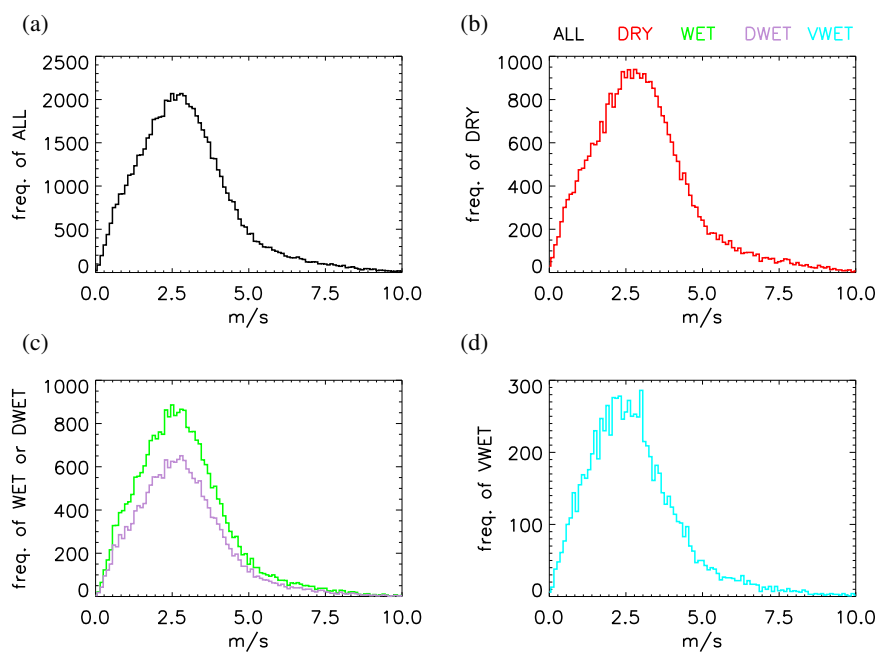 (a)
(b)
ALL DRY WET DWET VWET
2500
2000
1500
1000
500
0
freq. of ALL
0.0 2.5 5.0 7.5 10.0
m/s
1000
800
600
400
200
0
freq. of DRY
0.0 2.5 5.0 7.5 10.0
m/s
(c)
(d)
1000
800
600
400
200
0
freq. of WET or DWET
0.0 2.5 5.0 7.5 10.0
m/s
300
200
100
0
freq. of VWET
0.0 2.5 5.0 7.5 10.0
m/s